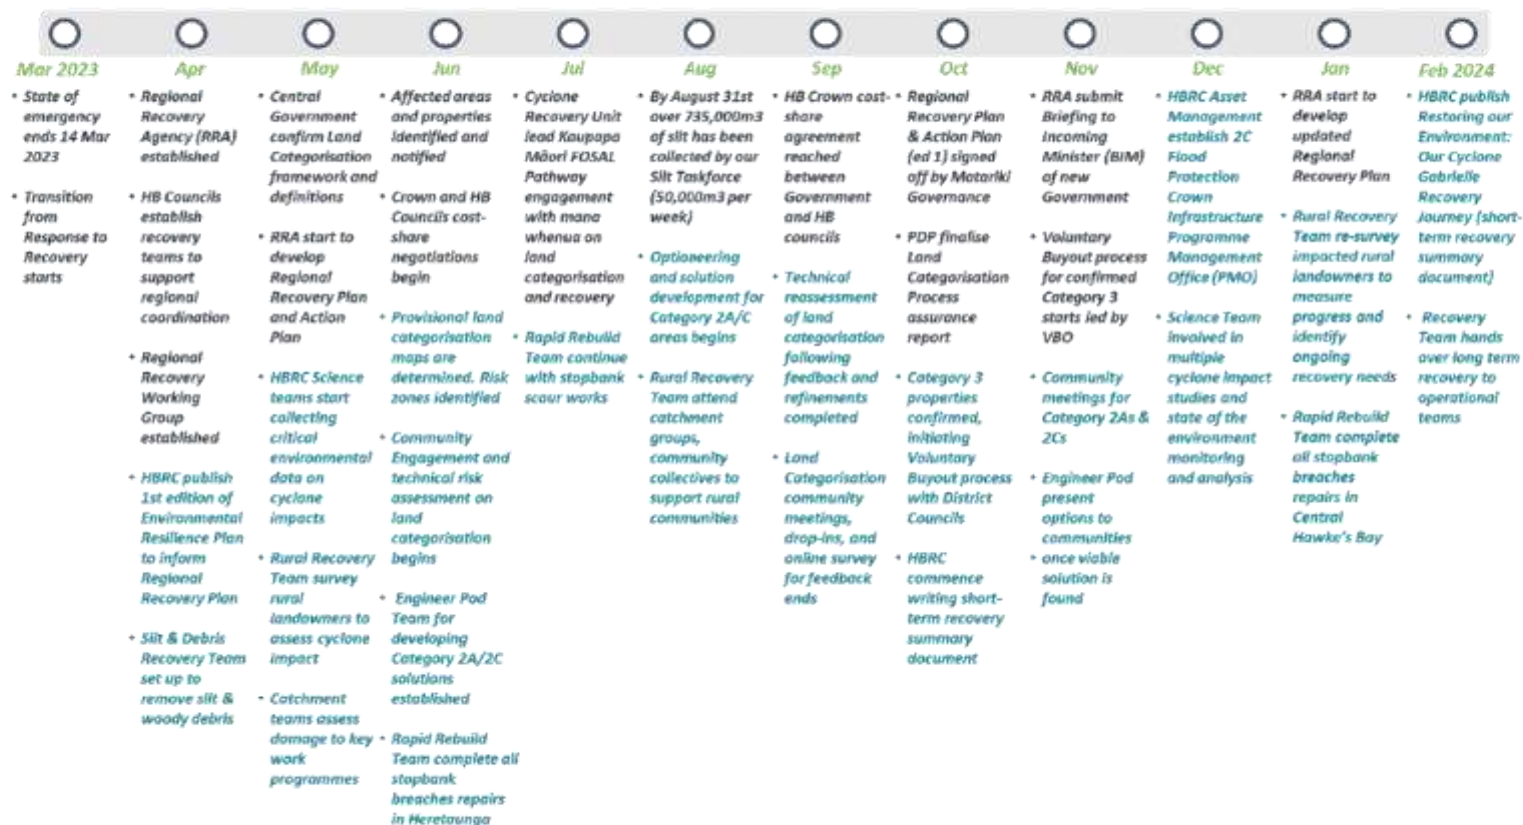 Mar 2023
Apr
May
Jun
Jul
Aug
Sep
Oct
Nov
Dec
Jan
Feb 2024
• State of
emergency
ends 14 Mar
2023
• Transition
from
Response to
Recovery
starts
• Regional
Recovery
Agency (RRA)
established
• HB Councils
establish
recovery
teams to
support
regional
coordination
• Regional
Recovery
Working
Group
established
• HBRC publish
1st edition of
Environmental
Resilience Plan
to inform
Regional
Recovery Plan
• Silt & Debris
Recovery Team
set up to
remove silt &
woody debris
• Central
Government
confirm Land
Categorisation
framework and
definitions
• RRA start to
develop
Regional
Recovery Plan
and Action
Plan
• HBRC Science
teams start
collecting
critical
environmental
data on
cyclone
impacts
• Rural Recovery
Team survey
rural
landowners to
assess cyclone
impact
• Catchment
teams assess
damage to key
work
programmes
• Affected areas
and properties
identified and
notified
• Crown and HB
Councils cost-
share
negotiations
begin
• Provisional land
categorisation
maps are
determined. Risk
zones identified
• Community
Engagement and
technical risk
assessment on
land
categorisation
begins
• Engineer Pod
Team for
developing
Category 2A/2C
solutions
established
• Rapid Rebuild
Team complete all
stopbank
breaches repairs
in Heretaunga
• Cyclone
Recovery Unit
lead Kaupapa
Māori FOSAL
Pathway
engagement
with mana
whenua on
land
categorisation
and recovery
• Rapid Rebuild
Team continue
with stopbank
scour works
• By August 31st
over 735,000m3
of silt has been
collected by our
Silt Taskforce
(50,000m3 per
week)
• Optioneering
and solution
development for
Category 2A/C
areas begins
• Rural Recovery
Team attend
catchment
groups,
community
collectives to
support rural
communities
• HB Crown cost-
share
agreement
reached
between
Government
and HB
councils
• Technical
reassessment
of land
categorisation
following
feedback and
refinements
completed
• Land
Categorisation
community
meetings,
drop-ins, and
online survey
for feedback
ends
• Regional
Recovery Plan
& Action Plan
(ed 1) signed
off by Matariki
Governance
• PDP finalise
Land
Categorisation
Process
assurance
report
• Category 3
properties
confirmed,
initiating
Voluntary
Buyout process
with District
Councils
• HBRC
commence
writing short-
term recovery
summary
document
• RRA submit
Briefing to
Incoming
Minister (BIM)
of new
Government
• Voluntary
Buyout process
for confirmed
Category 3
starts led by
VBO
• Community
meetings for
Category 2As &
2Cs
• Engineer Pod
present
options to
communities
• once viable
solution is
found
• HBRC Asset
Management
establish 2C
Flood
Protection
Crown
Infrastructure
Programme
Management
Office (PMO)
• Science Team
involved in
multiple
cyclone impact
studies and
state of the
environment
monitoring
and analysis
• RRA start to
develop
updated
Regional
Recovery Plan
• Rural Recovery
Team re-survey
impacted rural
landowners to
measure
progress and
identify
ongoing
recovery needs
• Rapid Rebuild
Team complete
all stopbank
breaches
repairs in
Central
Hawke's Bay
• HBRC publish
Restoring our
Environment:
Our Cyclone
Gabrielle
Recovery
Journey (short-
term recovery
summary
document)
• Recovery
Team hands
over long term
recovery to
operational
teams